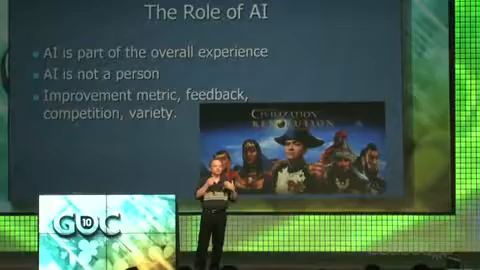 The Role of AI
AI is part of the overall experience
AI is not a person
Improvement metric, feedback,
competition, variety.
CIVILIZATION
REVOLUTION
GDC
10